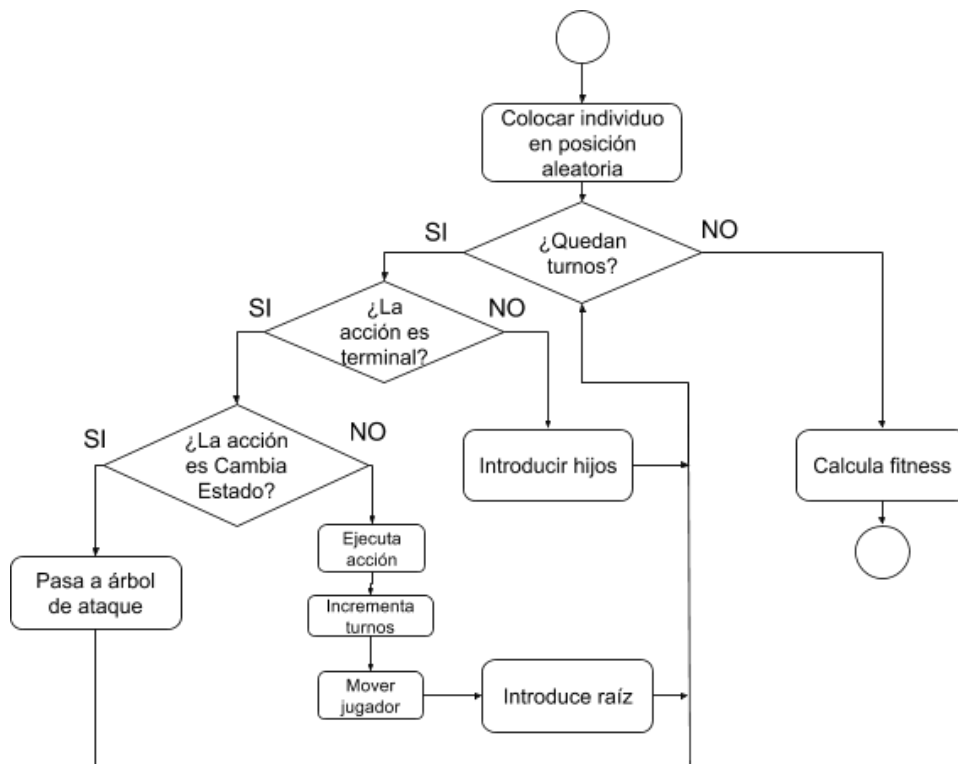 Colocar individuo
en posición
aleatoria
SI
¿Quedan
turnos?
NO
SI
¿La
acción es
terminal?
NO
SI
¿La acción
es Cambia
Estado?
NO
Introducir hijos
Calcula fitness
Ejecuta
acción
Pasa a árbol
de ataque
Incrementa
turnos
Mover
jugador
Introduce raíz